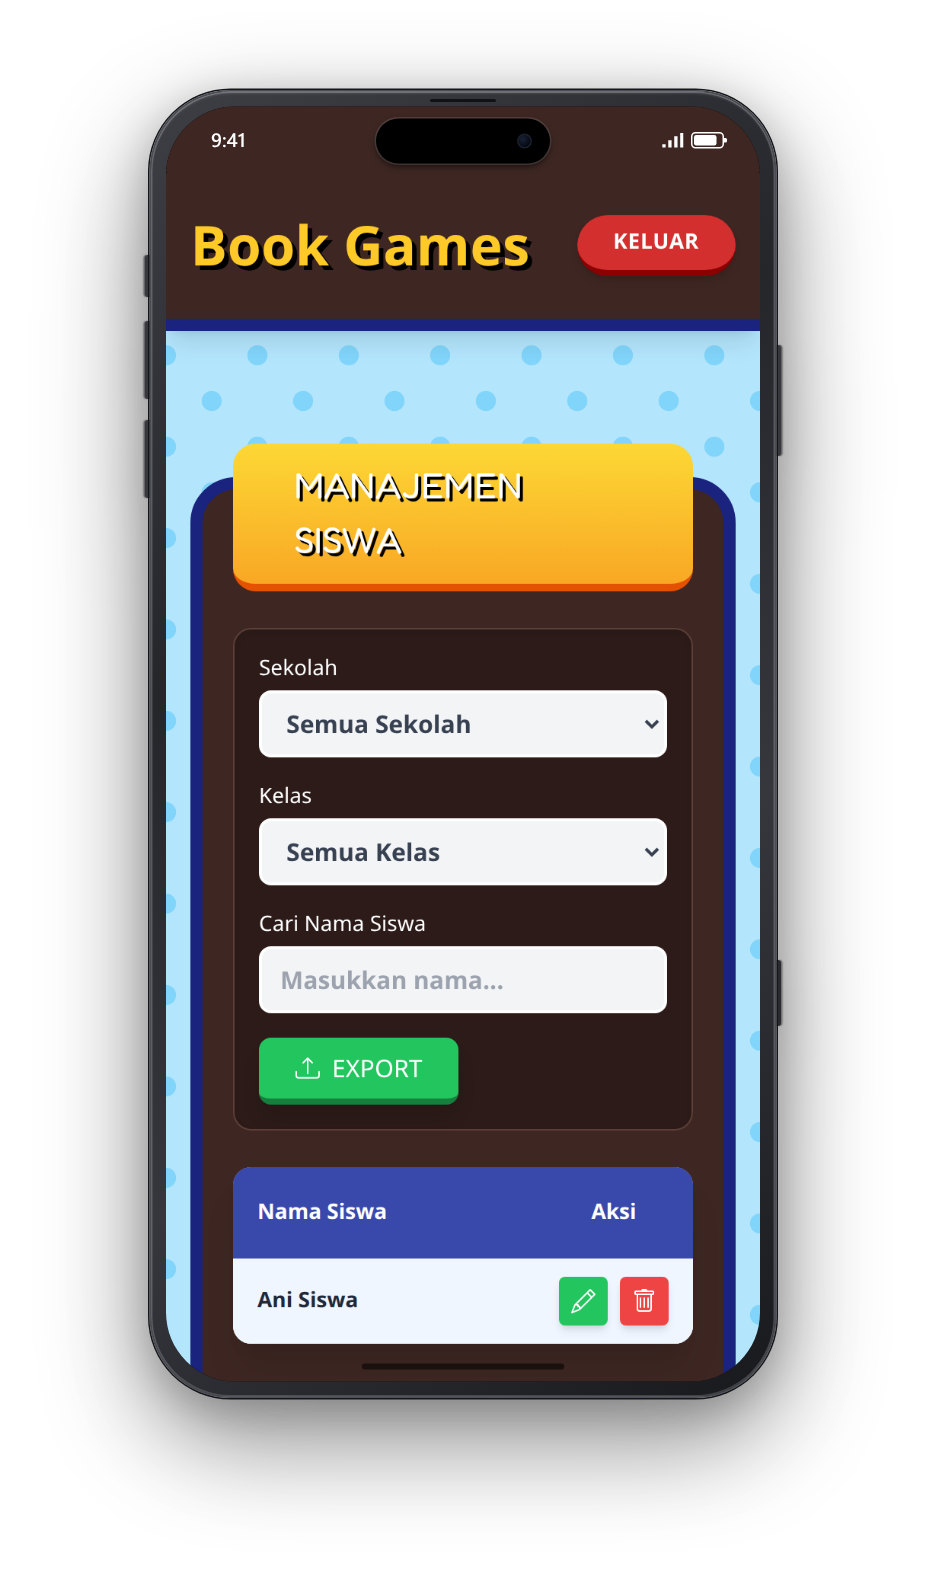 9:41
Book Games
KELUAR
MANAJEMEN
SISWA
Sekolah
Semua Sekolah
Kelas
Semua Kelas
Cari Nama Siswa
Masukkan nama...
EXPORT
Nama Siswa Aksi
Ani Siswa